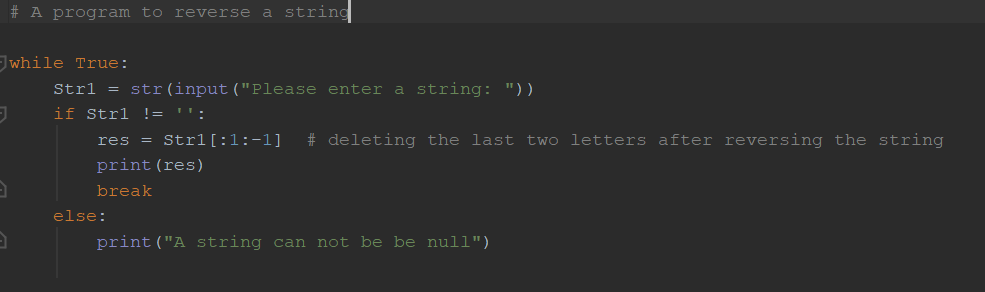 # A program to reverse a string
while True:
    Str1 = str(input("Please enter a string: "))
    if Str1 != '':
        res = Str1[:1:-1]  # deleting the last two letters after reversing the string
        print(res)
        break
    else:
        print("A string can not be be null")